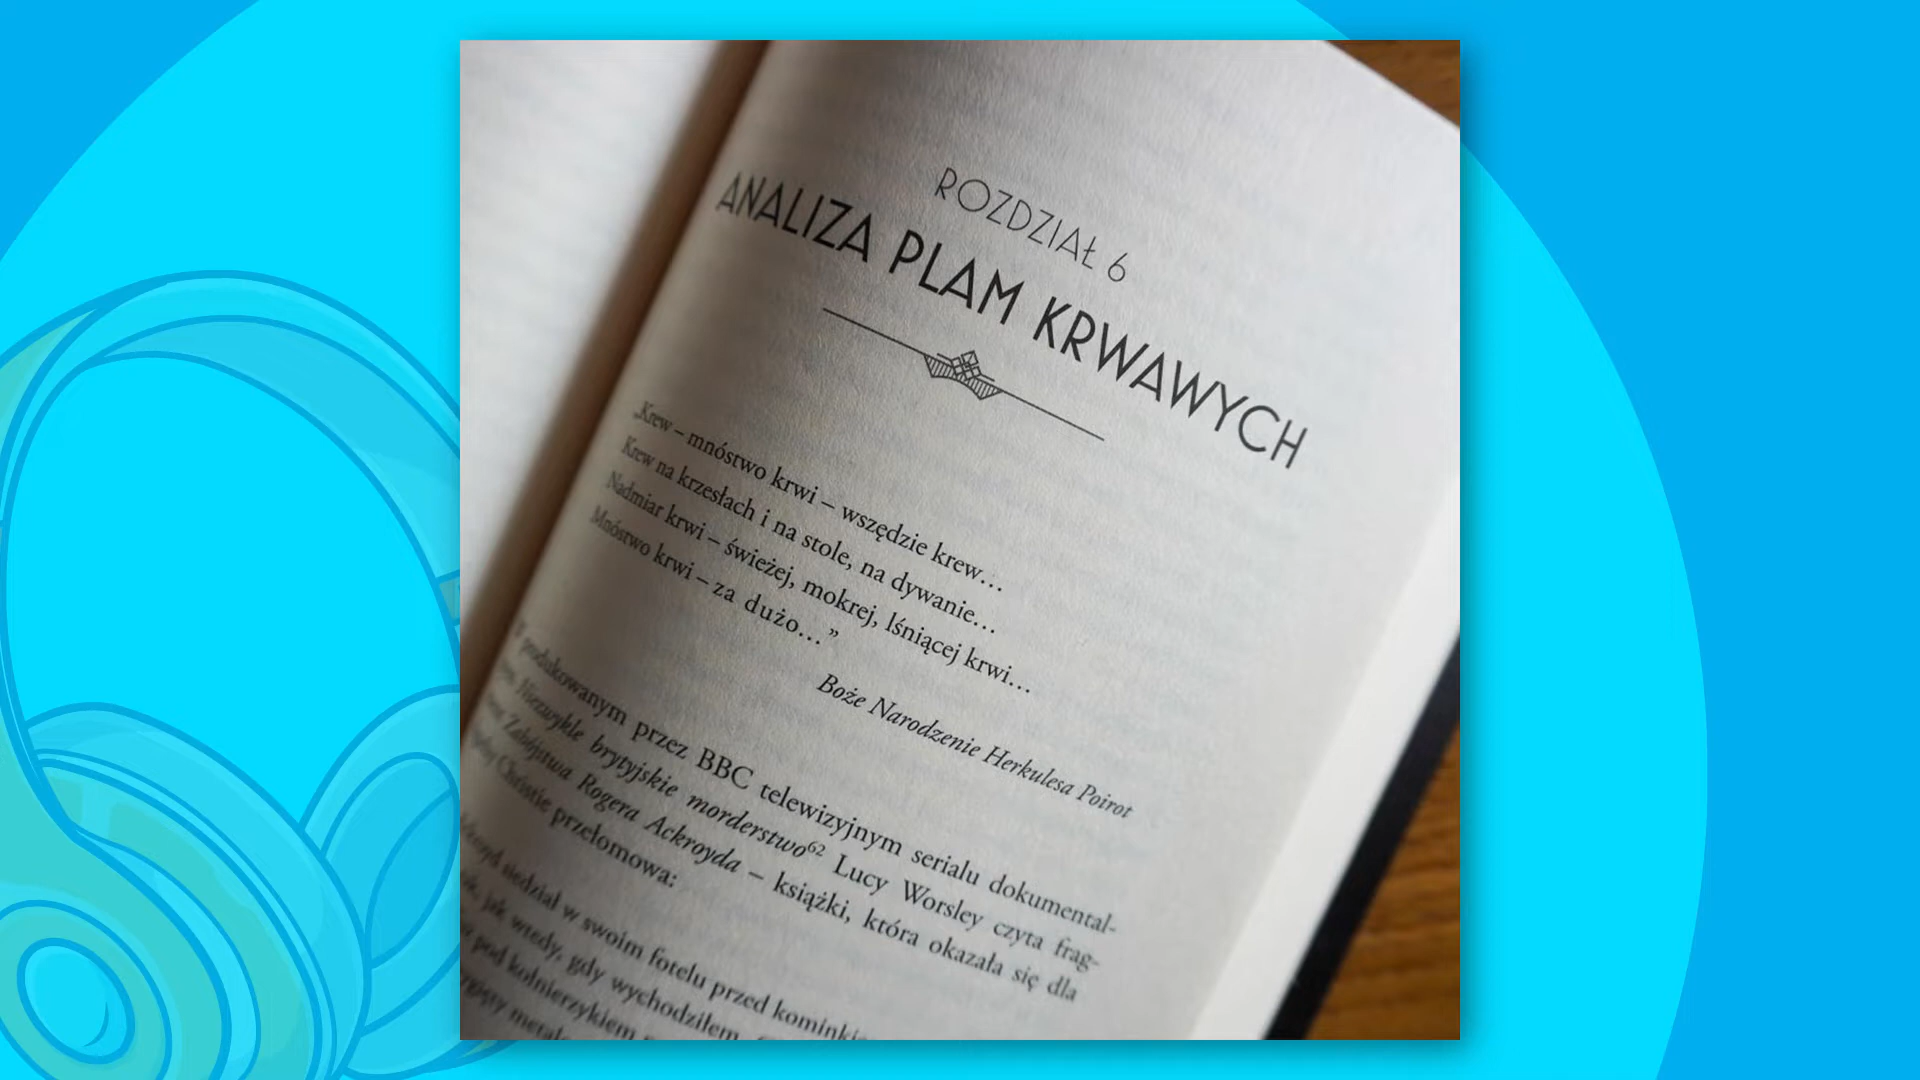 ROZDZIAŁ 6
ANALIZA PLAM KRWAWYCH
„Krew – mnóstwo krwi – wszędzie krew…
Krew na krzesłach i na stole, na dywanie…
Nadmiar krwi – świeżej, mokrej, lśniącej krwi…
Mnóstwo krwi – za dużo…”
Boże Narodzenie Herkulesa Poirot
produkowanym przez BBC telewizyjnym serialu dokumental-
Niezwykle brytyjskie morderstwo⁶² Lucy Worsley czyta frag-
Zabójstwa Rogera Ackroyda – książki, która okazała się dla
Christie przełomowa:
siedział w swoim fotelu przed
jak wtedy, gdy wychodziłem.
pod kołnierzykiem